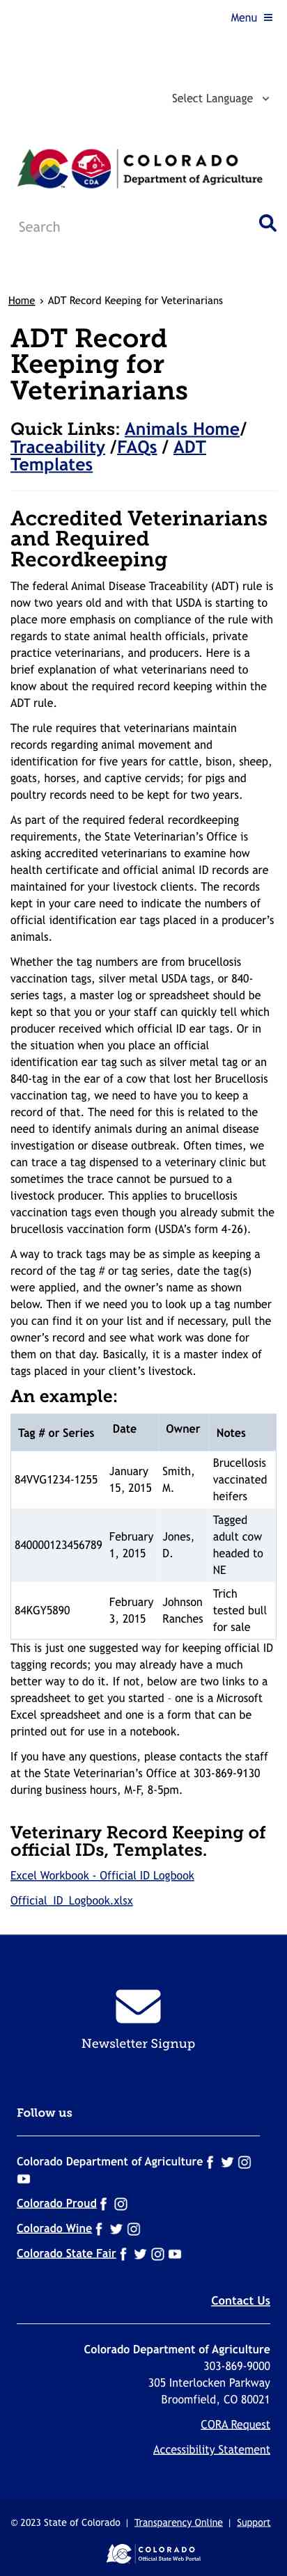 Menu
Select Language
CDA
COLORADO
Department of Agriculture
Search
Home › ADT Record Keeping for Veterinarians
ADT Record
Keeping for
Veterinarians
Quick Links: Animals Home/
Traceability /FAQs / ADT
Templates
Accredited Veterinarians
and Required
Recordkeeping
The federal Animal Disease Traceability (ADT) rule is
now two years old and with that USDA is starting to
place more emphasis on compliance of the rule with
regards to state animal health officials, private
practice veterinarians, and producers. Here is a
brief explanation of what veterinarians need to
know about the required record keeping within the
ADT rule.
The rule requires that veterinarians maintain
records regarding animal movement and
identification for five years for cattle, bison, sheep,
goats, horses, and captive cervids; for pigs and
poultry records need to be kept for two years.
As part of the required federal recordkeeping
requirements, the State Veterinarian’s Office is
asking accredited veterinarians to examine how
health certificate and official animal ID records are
maintained for your livestock clients. The records
kept in your care need to indicate the numbers of
official identification ear tags placed in a producer’s
animals.
Whether the tag numbers are from brucellosis
vaccination tags, silver metal USDA tags, or 840-
series tags, a master log or spreadsheet should be
kept so that you or your staff can quickly tell which
producer received which official ID ear tags. Or in
the situation when you place an official
identification ear tag such as silver metal tag or an
840-tag in the ear of a cow that lost her Brucellosis
vaccination tag, we need to have you to keep a
record of that. The need for this is related to the
need to identify animals during an animal disease
investigation or disease outbreak. Often times, we
can trace a tag dispensed to a veterinary clinic but
sometimes the trace cannot be pursued to a
livestock producer. This applies to brucellosis
vaccination tags even though you already submit the
brucellosis vaccination form (USDA’s form 4-26).
A way to track tags may be as simple as keeping a
record of the tag # or tag series, date the tag(s)
were applied, and the owner’s name as shown
below. Then if we need you to look up a tag number
you can find it on your list and if necessary, pull the
owner’s record and see what work was done for
them on that day. Basically, it is a master index of
tags placed in your client’s livestock.
An example:
Tag # or Series Date Owner Notes
84VVG1234-1255 January 15, 2015 Smith, M. Brucellosis vaccinated heifers
840000123456789 February 1, 2015 Jones, D. Tagged adult cow headed to NE
84KGY5890 February 3, 2015 Johnson Ranches Trich tested bull for sale
This is just one suggested way for keeping official ID
tagging records; you may already have a much
better way to do it. If not, below are two links to a
spreadsheet to get you started – one is a Microsoft
Excel spreadsheet and one is a form that can be
printed out for use in a notebook.
If you have any questions, please contacts the staff
at the State Veterinarian’s Office at 303-869-9130
during business hours, M-F, 8-5pm.
Veterinary Record Keeping of
official IDs, Templates.
Excel Workbook - Official ID Logbook
Official_ID_Logbook.xlsx
Newsletter Signup
Follow us
Colorado Department of Agriculture
Colorado Proud
Colorado Wine
Colorado State Fair
Contact Us
Colorado Department of Agriculture
303-869-9000
305 Interlocken Parkway
Broomfield, CO 80021
CORA Request
Accessibility Statement
© 2023 State of Colorado | Transparency Online | Support
COLORADO
Official State Web Portal